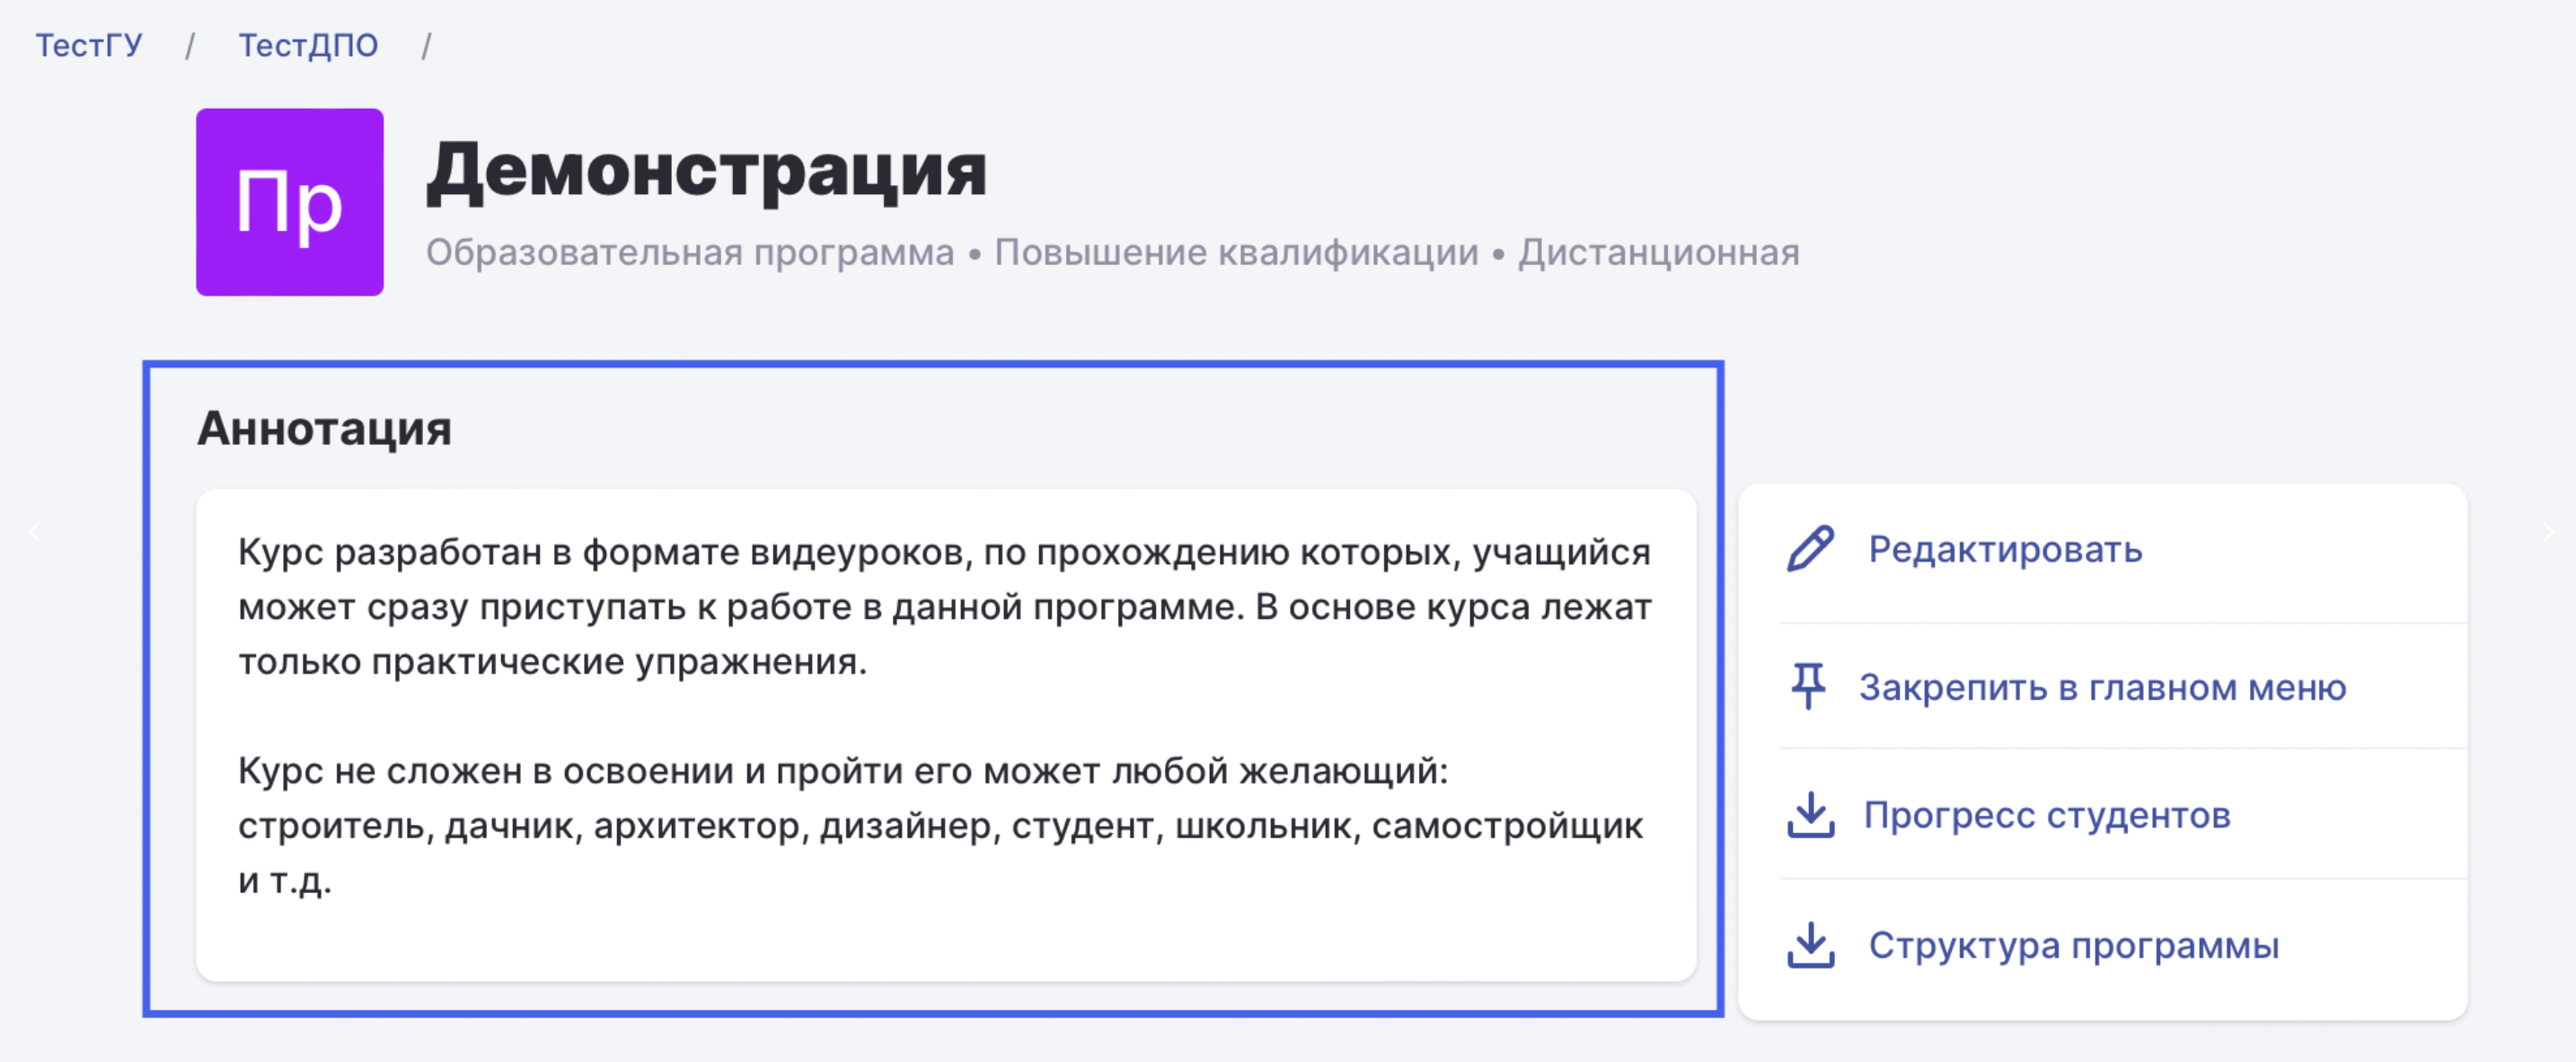 ТестГУ / ТестДПО /
Пр
Демонстрация
Образовательная программа • Повышение квалификации • Дистанционная
Аннотация
Курс разработан в формате видеуроков, по прохождению которых, учащийся
может сразу приступать к работе в данной программе. В основе курса лежат
только практические упражнения.
Курс не сложен в освоении и пройти его может любой желающий:
строитель, дачник, архитектор, дизайнер, студент, школьник, самостройщик
и т.д.
Редактировать
Закрепить в главном меню
Прогресс студентов
Структура программы